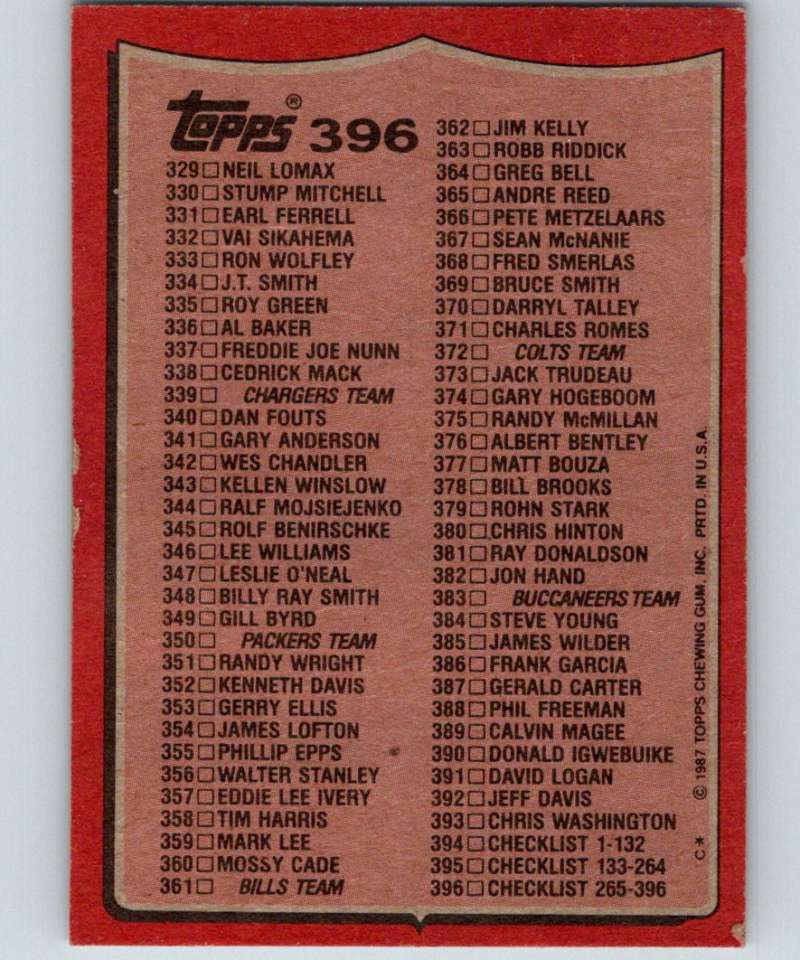 Topps® 396
329 □ NEIL LOMAX
330 □ STUMP MITCHELL
331 □ EARL FERRELL
332 □ VAI SIKAHEMA
333 □ RON WOLFLEY
334 □ J.T. SMITH
335 □ ROY GREEN
336 □ AL BAKER
337 □ FREDDIE JOE NUNN
338 □ CEDRICK MACK
339 □ CHARGERS TEAM
340 □ DAN FOUTS
341 □ GARY ANDERSON
342 □ WES CHANDLER
343 □ KELLEN WINSLOW
344 □ RALF MOJSIEJENKO
345 □ ROLF BENIRSCHKE
346 □ LEE WILLIAMS
347 □ LESLIE O'NEAL
348 □ BILLY RAY SMITH
349 □ GILL BYRD
350 □ PACKERS TEAM
351 □ RANDY WRIGHT
352 □ KENNETH DAVIS
353 □ GERRY ELLIS
354 □ JAMES LOFTON
355 □ PHILLIP EPPS
356 □ WALTER STANLEY
357 □ EDDIE LEE IVERY
358 □ TIM HARRIS
359 □ MARK LEE
360 □ MOSSY CADE
361 □ BILLS TEAM
362 □ JIM KELLY
363 □ ROBB RIDDICK
364 □ GREG BELL
365 □ ANDRE REED
366 □ PETE METZELAARS
367 □ SEAN McNANIE
368 □ FRED SMERLAS
369 □ BRUCE SMITH
370 □ DARRYL TALLEY
371 □ CHARLES ROMES
372 □ COLTS TEAM
373 □ JACK TRUDEAU
374 □ GARY HOGEBOOM
375 □ RANDY McMILLAN
376 □ ALBERT BENTLEY
377 □ MATT BOUZA
378 □ BILL BROOKS
379 □ ROHN STARK
380 □ CHRIS HINTON
381 □ RAY DONALDSON
382 □ JON HAND
383 □ BUCCANEERS TEAM
384 □ STEVE YOUNG
385 □ JAMES WILDER
386 □ FRANK GARCIA
387 □ GERALD CARTER
388 □ PHIL FREEMAN
389 □ CALVIN MAGEE
390 □ DONALD IGWEBUIKE
391 □ DAVID LOGAN
392 □ JEFF DAVIS
393 □ CHRIS WASHINGTON
394 □ CHECKLIST 1-132
395 □ CHECKLIST 133-264
396 □ CHECKLIST 265-396
C* © 1987 TOPPS CHEWING GUM, INC. PRTD. IN U.S.A.